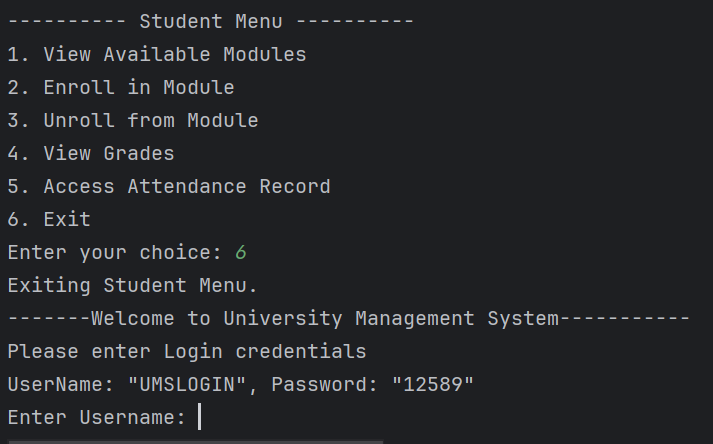 ---------- Student Menu ----------
1. View Available Modules
2. Enroll in Module
3. Unroll from Module
4. View Grades
5. Access Attendance Record
6. Exit
Enter your choice: 6
Exiting Student Menu.
-------Welcome to University Management System-----------
Please enter Login credentials
UserName: "UMSLOGIN", Password: "12589"
Enter Username: